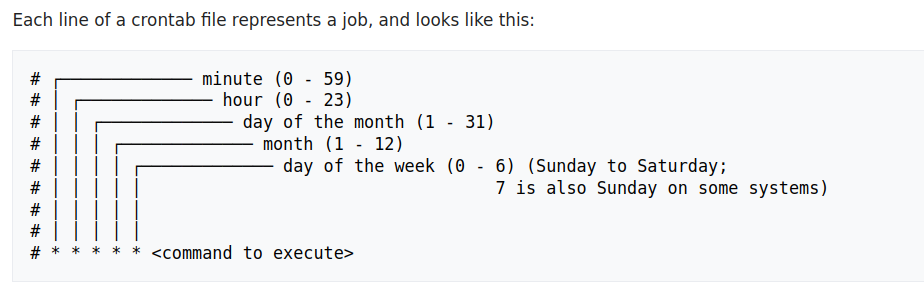 Each line of a crontab file represents a job, and looks like this:
# ┌───────────── minute (0 - 59)
# │ ┌───────────── hour (0 - 23)
# │ │ ┌───────────── day of the month (1 - 31)
# │ │ │ ┌───────────── month (1 - 12)
# │ │ │ │ ┌───────────── day of the week (0 - 6) (Sunday to Saturday;
# │ │ │ │ │                                   7 is also Sunday on some systems)
# │ │ │ │ │
# │ │ │ │ │
# * * * * * <command to execute>